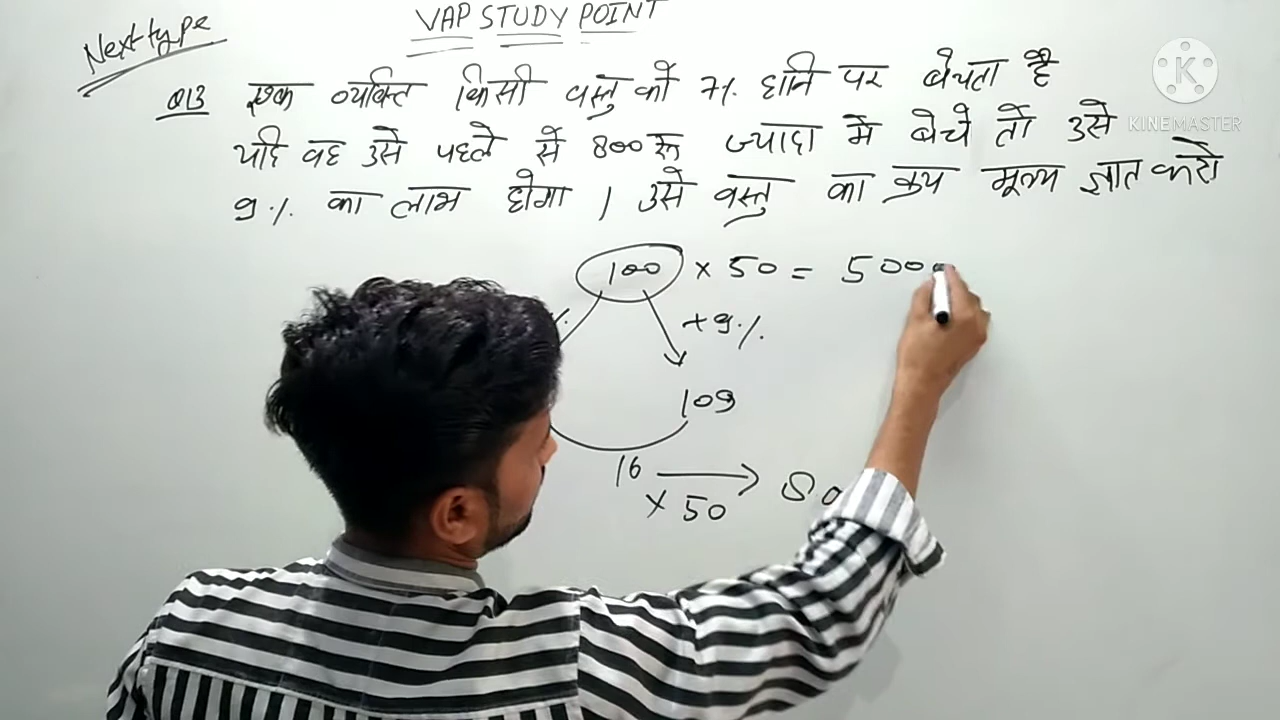 VAP STUDY POINT
Next type
Q13 एक व्यक्ति किसी वस्तु को 7% हानि पर बेचता है
यदि वह उसे पहले से 800 रू ज्यादा में बेचे तो उसे
9% का लाभ होगा । उसे वस्तु का क्रय मूल्य ज्ञात करो
K
KINEMASTER
100 × 50 = 500
% +9%
109
16 → 80
× 50